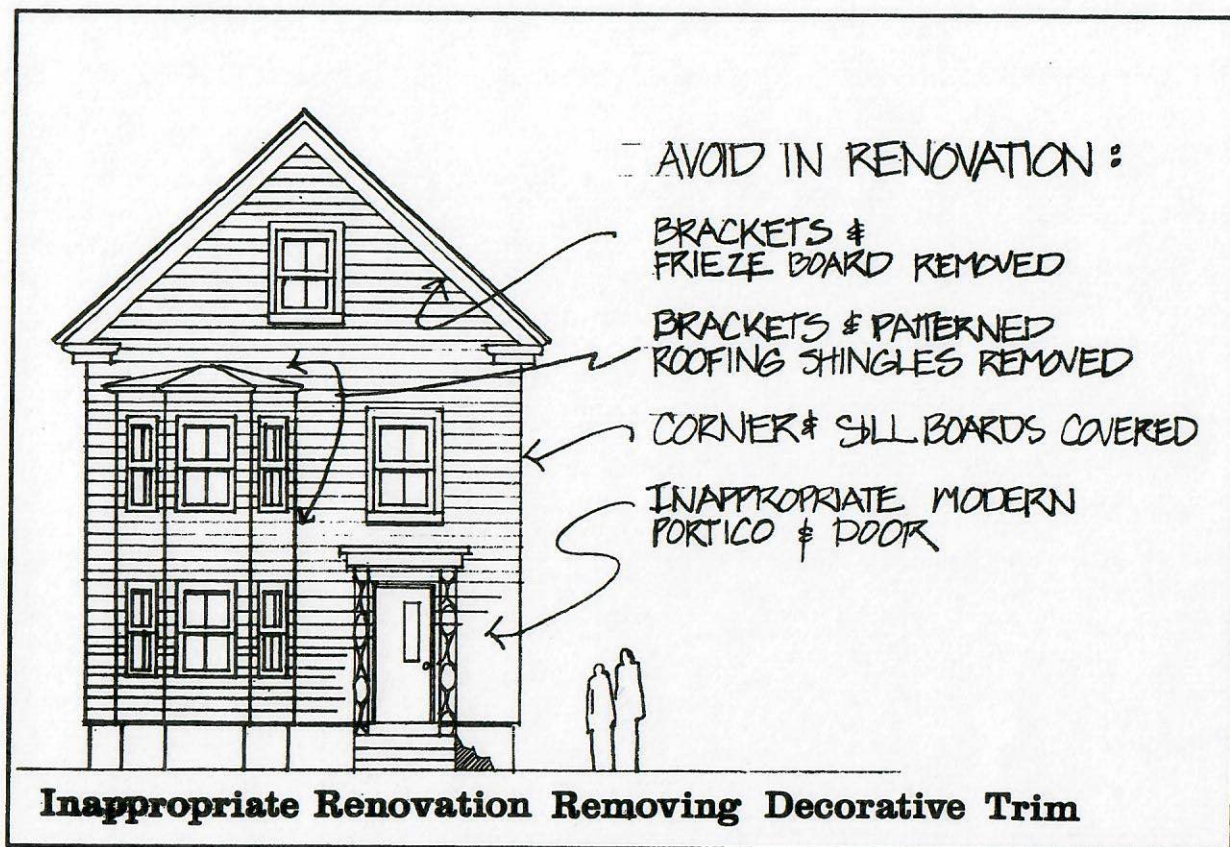 AVOID IN RENOVATION:
BRACKETS &
FRIEZE BOARD REMOVED
BRACKETS & PATTERNED
ROOFING SHINGLES REMOVED
CORNER & SILL BOARDS COVERED
INAPPROPRIATE MODERN
PORTICO & DOOR
Inappropriate Renovation Removing Decorative Trim